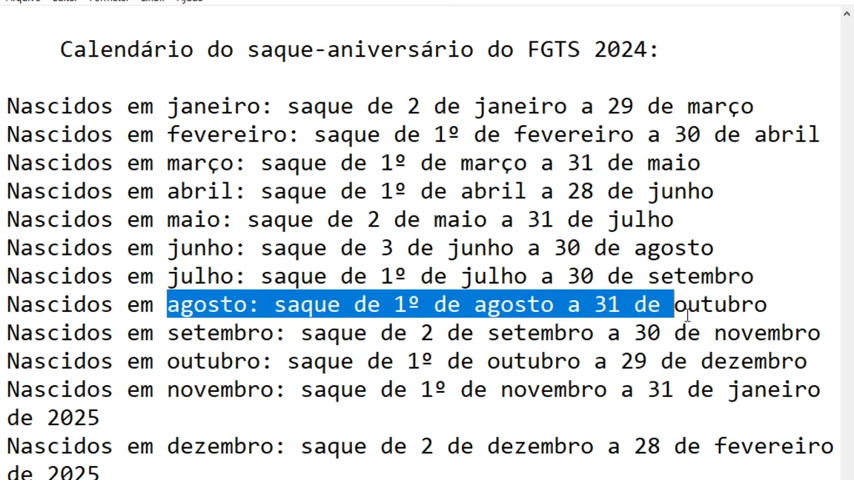 Calendário do saque-aniversário do FGTS 2024:
Nascidos em janeiro: saque de 2 de janeiro a 29 de março
Nascidos em fevereiro: saque de 1º de fevereiro a 30 de abril
Nascidos em março: saque de 1º de março a 31 de maio
Nascidos em abril: saque de 1º de abril a 28 de junho
Nascidos em maio: saque de 2 de maio a 31 de julho
Nascidos em junho: saque de 3 de junho a 30 de agosto
Nascidos em julho: saque de 1º de julho a 30 de setembro
Nascidos em agosto: saque de 1º de agosto a 31 de outubro
Nascidos em setembro: saque de 2 de setembro a 30 de novembro
Nascidos em outubro: saque de 1º de outubro a 29 de dezembro
Nascidos em novembro: saque de 1º de novembro a 31 de janeiro
de 2025
Nascidos em dezembro: saque de 2 de dezembro a 28 de fevereiro
de 2025